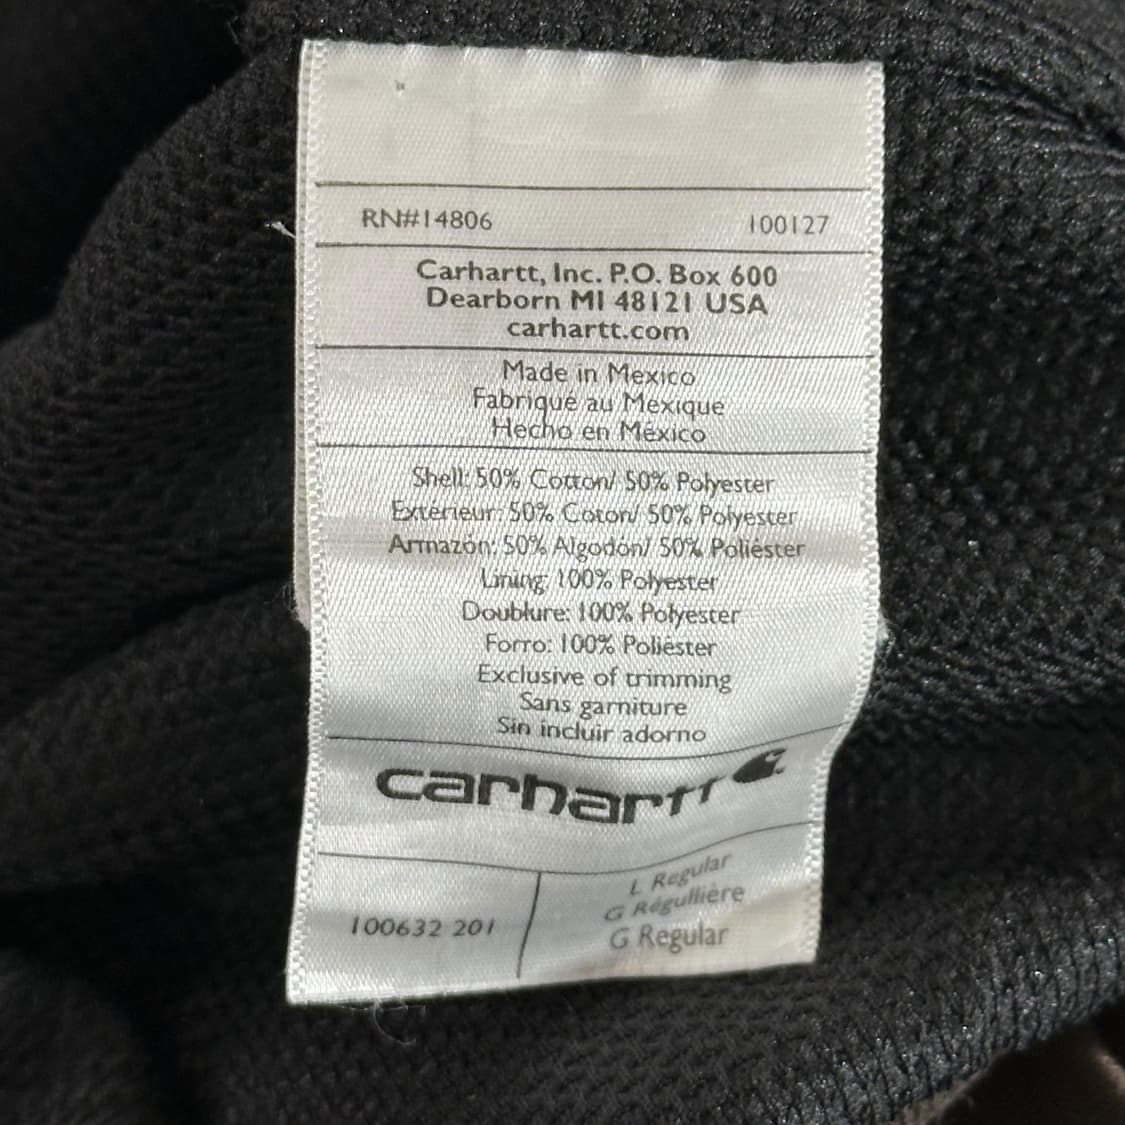 RN#14806 100127
Carhartt, Inc. P.O. Box 600
Dearborn MI 48121 USA
carhartt.com
Made in Mexico
Fabriqué au Mexique
Hecho en México
Shell: 50% Cotton/ 50% Polyester
Extérieur: 50% Coton/ 50% Polyester
Armazón: 50% Algodón/ 50% Poliéster
Lining: 100% Polyester
Doublure: 100% Polyester
Forro: 100% Poliéster
Exclusive of trimming
Sans garniture
Sin incluir adorno
carhartt
L Regular
G Régullière
100632 201 G Regular